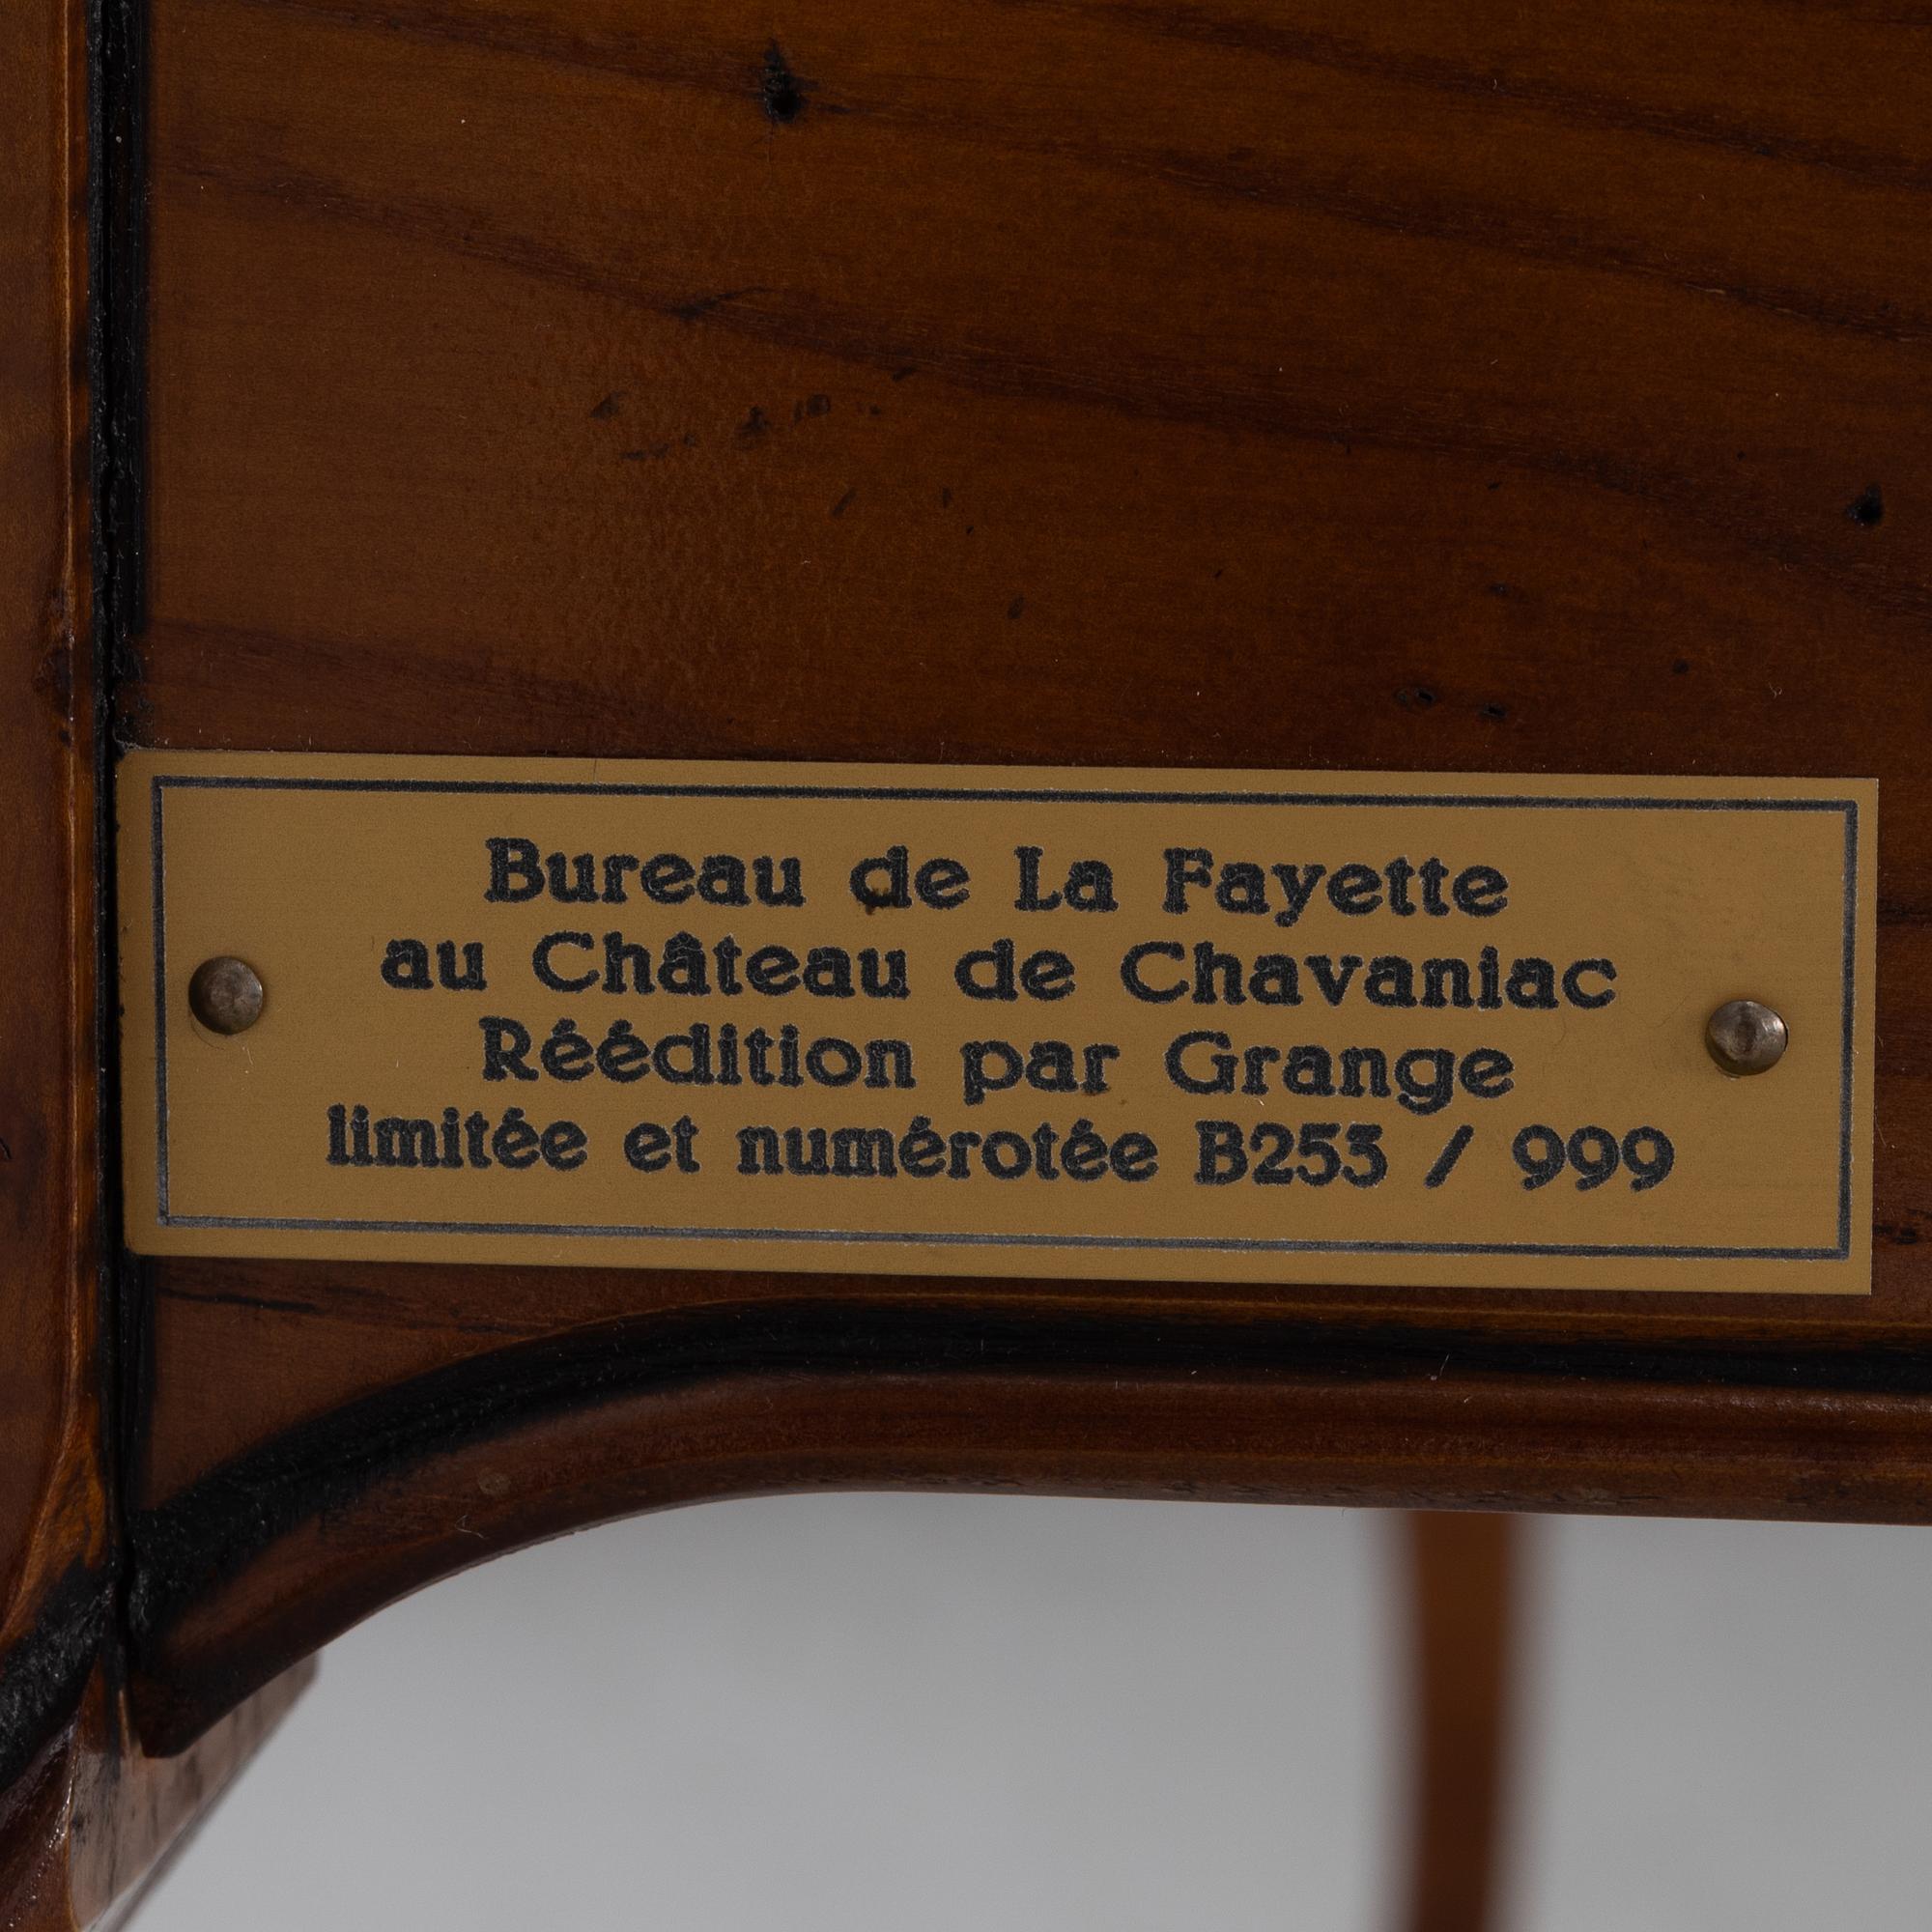 Bureau de La Fayette
au Château de Chavaniac
Réédition par Grange
limitée et numérotée B253 / 999